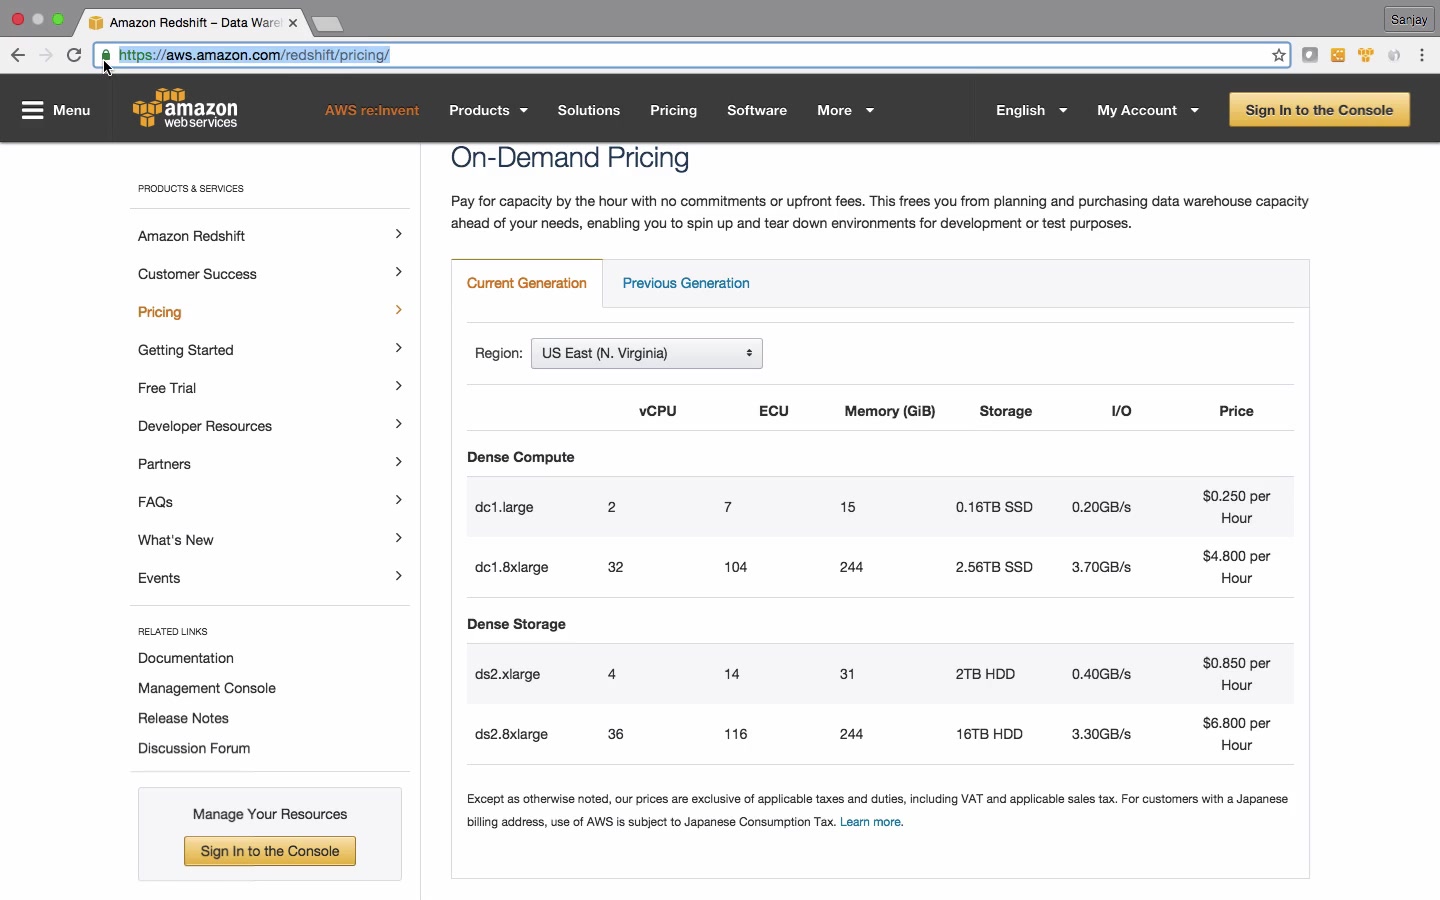 Amazon Redshift – Data Ware
Sanjay
https://aws.amazon.com/redshift/pricing/
Menu
amazon
web services
AWS re:Invent
Products
Solutions
Pricing
Software
More
English
My Account
Sign In to the Console
PRODUCTS & SERVICES
Amazon Redshift
Customer Success
Pricing
Getting Started
Free Trial
Developer Resources
Partners
FAQs
What's New
Events
RELATED LINKS
Documentation
Management Console
Release Notes
Discussion Forum
Manage Your Resources
Sign In to the Console
On-Demand Pricing
Pay for capacity by the hour with no commitments or upfront fees. This frees you from planning and purchasing data warehouse capacity
ahead of your needs, enabling you to spin up and tear down environments for development or test purposes.
Current Generation
Previous Generation
Region: US East (N. Virginia)
vCPU ECU Memory (GiB) Storage I/O Price
Dense Compute
dc1.large 2 7 15 0.16TB SSD 0.20GB/s $0.250 per
Hour
dc1.8xlarge 32 104 244 2.56TB SSD 3.70GB/s $4.800 per
Hour
Dense Storage
ds2.xlarge 4 14 31 2TB HDD 0.40GB/s $0.850 per
Hour
ds2.8xlarge 36 116 244 16TB HDD 3.30GB/s $6.800 per
Hour
Except as otherwise noted, our prices are exclusive of applicable taxes and duties, including VAT and applicable sales tax. For customers with a Japanese
billing address, use of AWS is subject to Japanese Consumption Tax. Learn more.